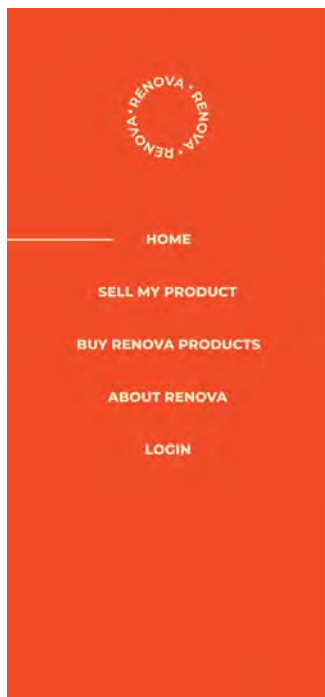 RENOVA • RENOVA • RENOVA •
HOME
SELL MY PRODUCT
BUY RENOVA PRODUCTS
ABOUT RENOVA
LOGIN